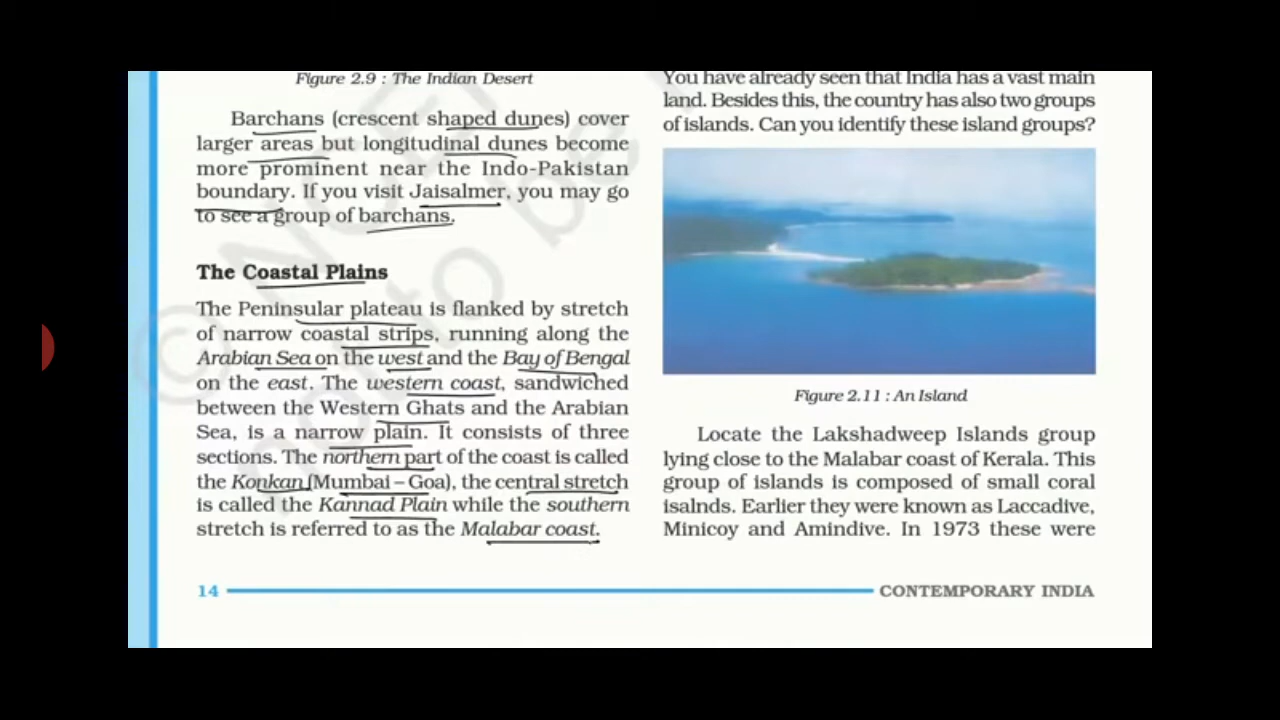 Figure 2.9 : The Indian Desert
Barchans (crescent shaped dunes) cover
larger areas but longitudinal dunes become
more prominent near the Indo-Pakistan
boundary. If you visit Jaisalmer, you may go
to see a group of barchans.
The Coastal Plains
The Peninsular plateau is flanked by stretch
of narrow coastal strips, running along the
Arabian Sea on the west and the Bay of Bengal
on the east. The western coast, sandwiched
between the Western Ghats and the Arabian
Sea, is a narrow plain. It consists of three
sections. The northern part of the coast is called
the Konkan (Mumbai – Goa), the central stretch
is called the Kannad Plain while the southern
stretch is referred to as the Malabar coast.
You have already seen that India has a vast main
land. Besides this, the country has also two groups
of islands. Can you identify these island groups?
Figure 2.11 : An Island
Locate the Lakshadweep Islands group
lying close to the Malabar coast of Kerala. This
group of islands is composed of small coral
isalnds. Earlier they were known as Laccadive,
Minicoy and Amindive. In 1973 these were
14
CONTEMPORARY INDIA